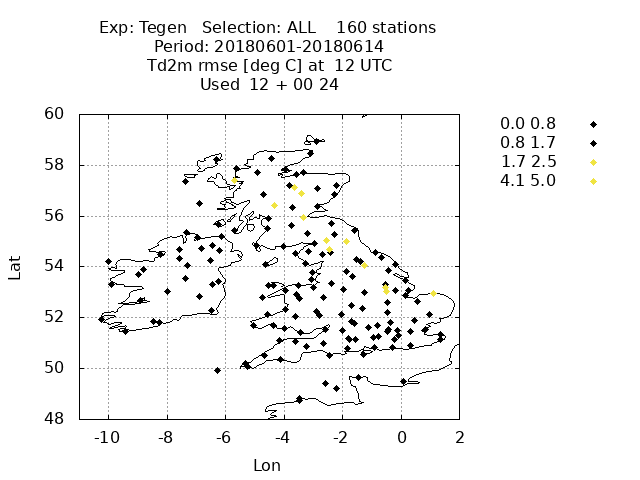 Exp: Tegen Selection: ALL 160 stations
Period: 20180601-20180614
Td2m rmse [deg C] at 12 UTC
Used 12 + 00 24
0.0 0.8
0.8 1.7
1.7 2.5
4.1 5.0
60
58
56
54
52
50
48
Lat
-10 -8 -6 -4 -2 0 2
Lon